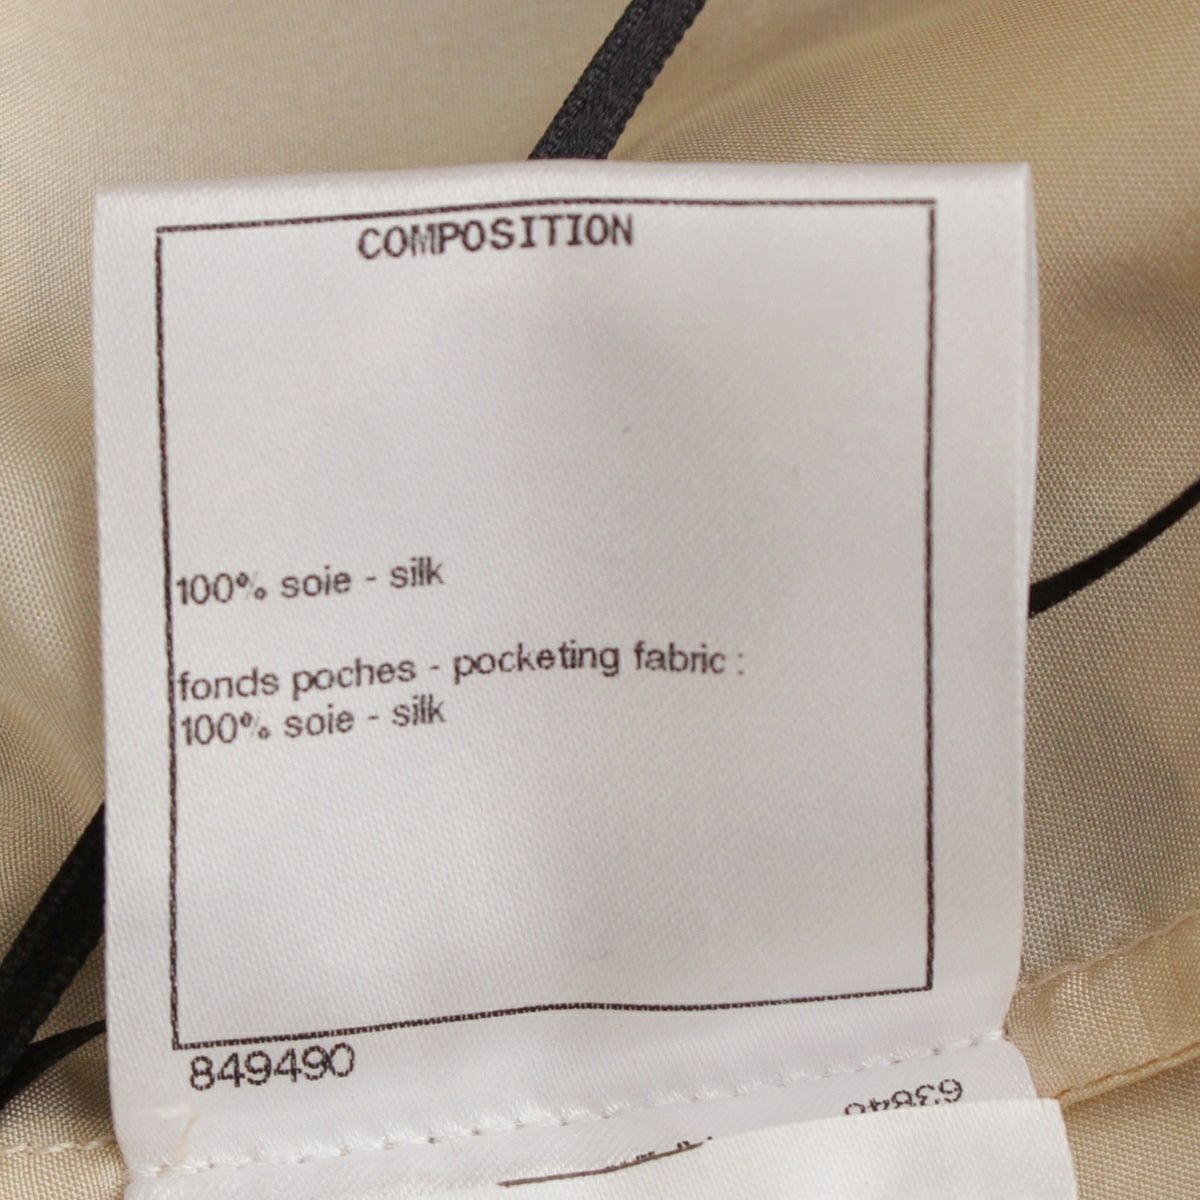 COMPOSITION
100% soie - silk
fonds poches - pocketing fabric :
100% soie - silk
849490